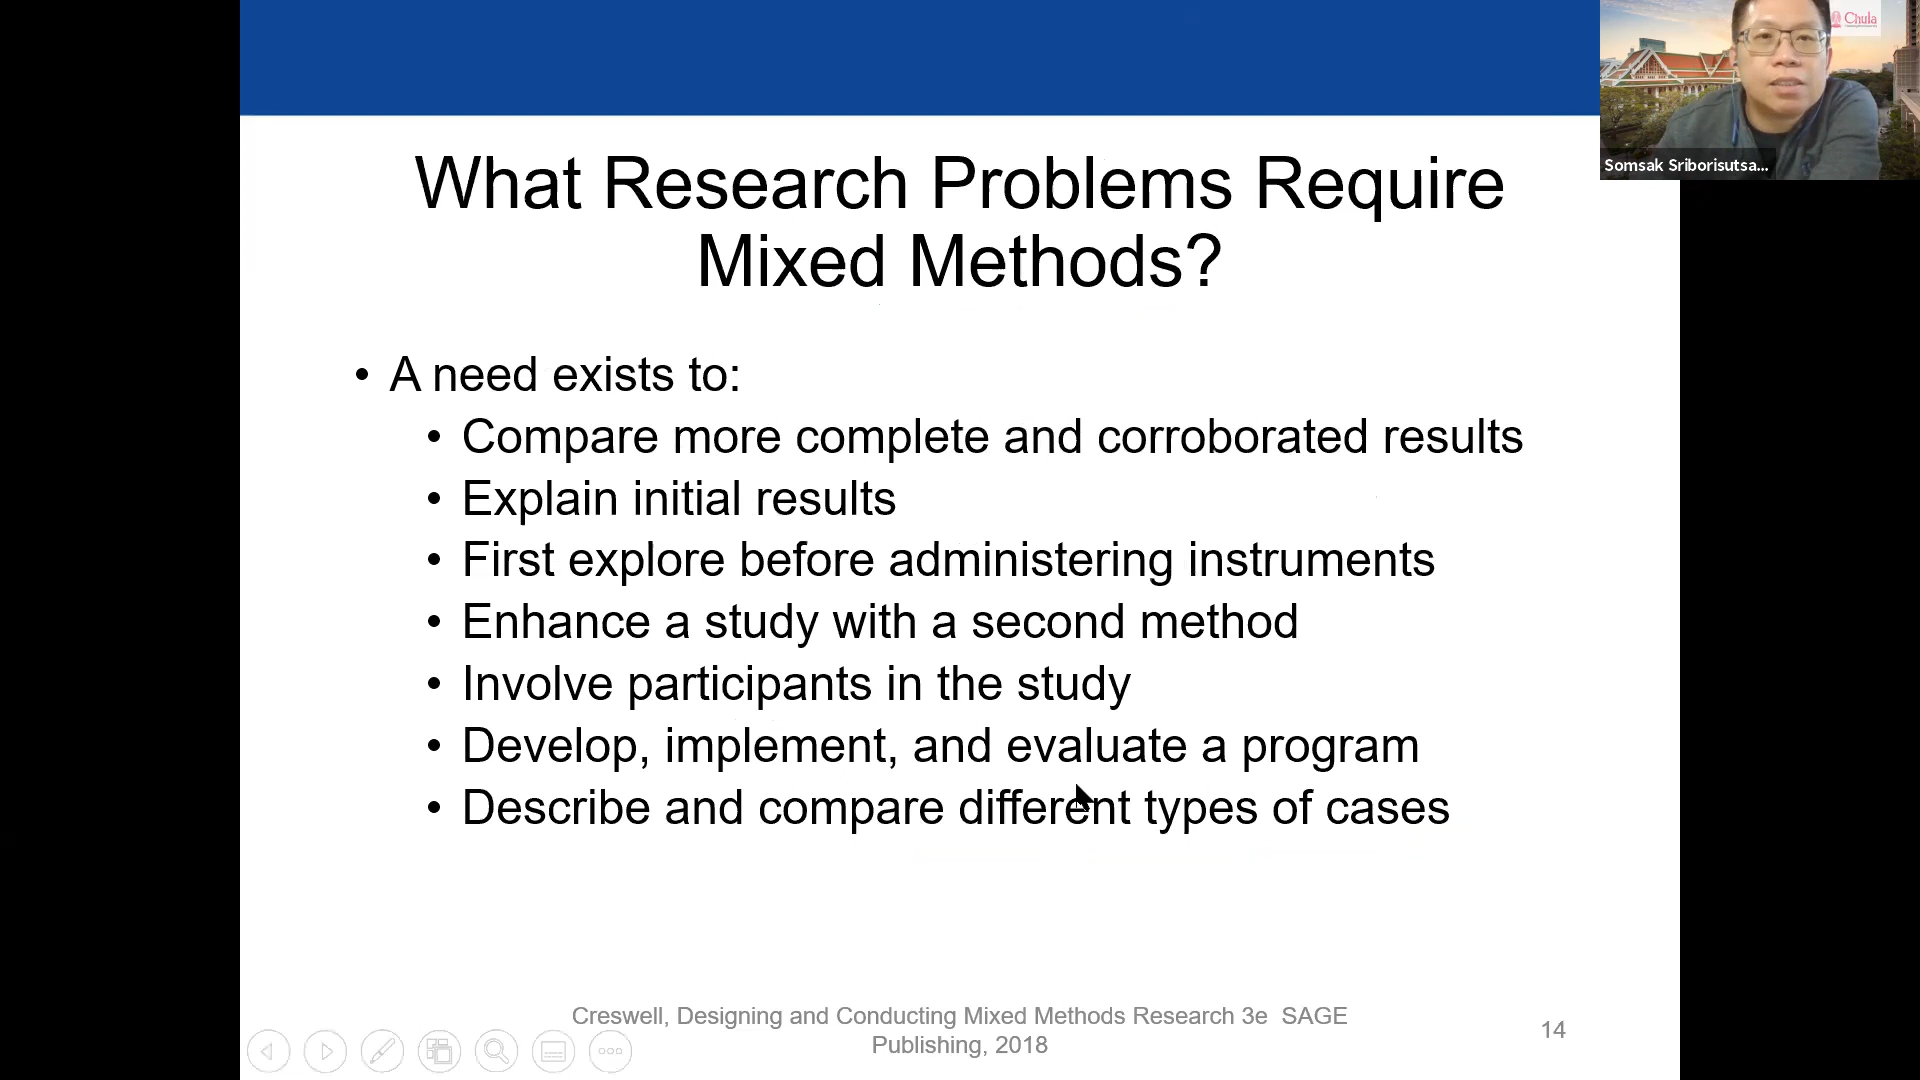 Chula
Somsak Sriborisutsa...
What Research Problems Require
Mixed Methods?
• A need exists to:
• Compare more complete and corroborated results
• Explain initial results
• First explore before administering instruments
• Enhance a study with a second method
• Involve participants in the study
• Develop, implement, and evaluate a program
• Describe and compare different types of cases
Creswell, Designing and Conducting Mixed Methods Research 3e SAGE
Publishing, 2018
14